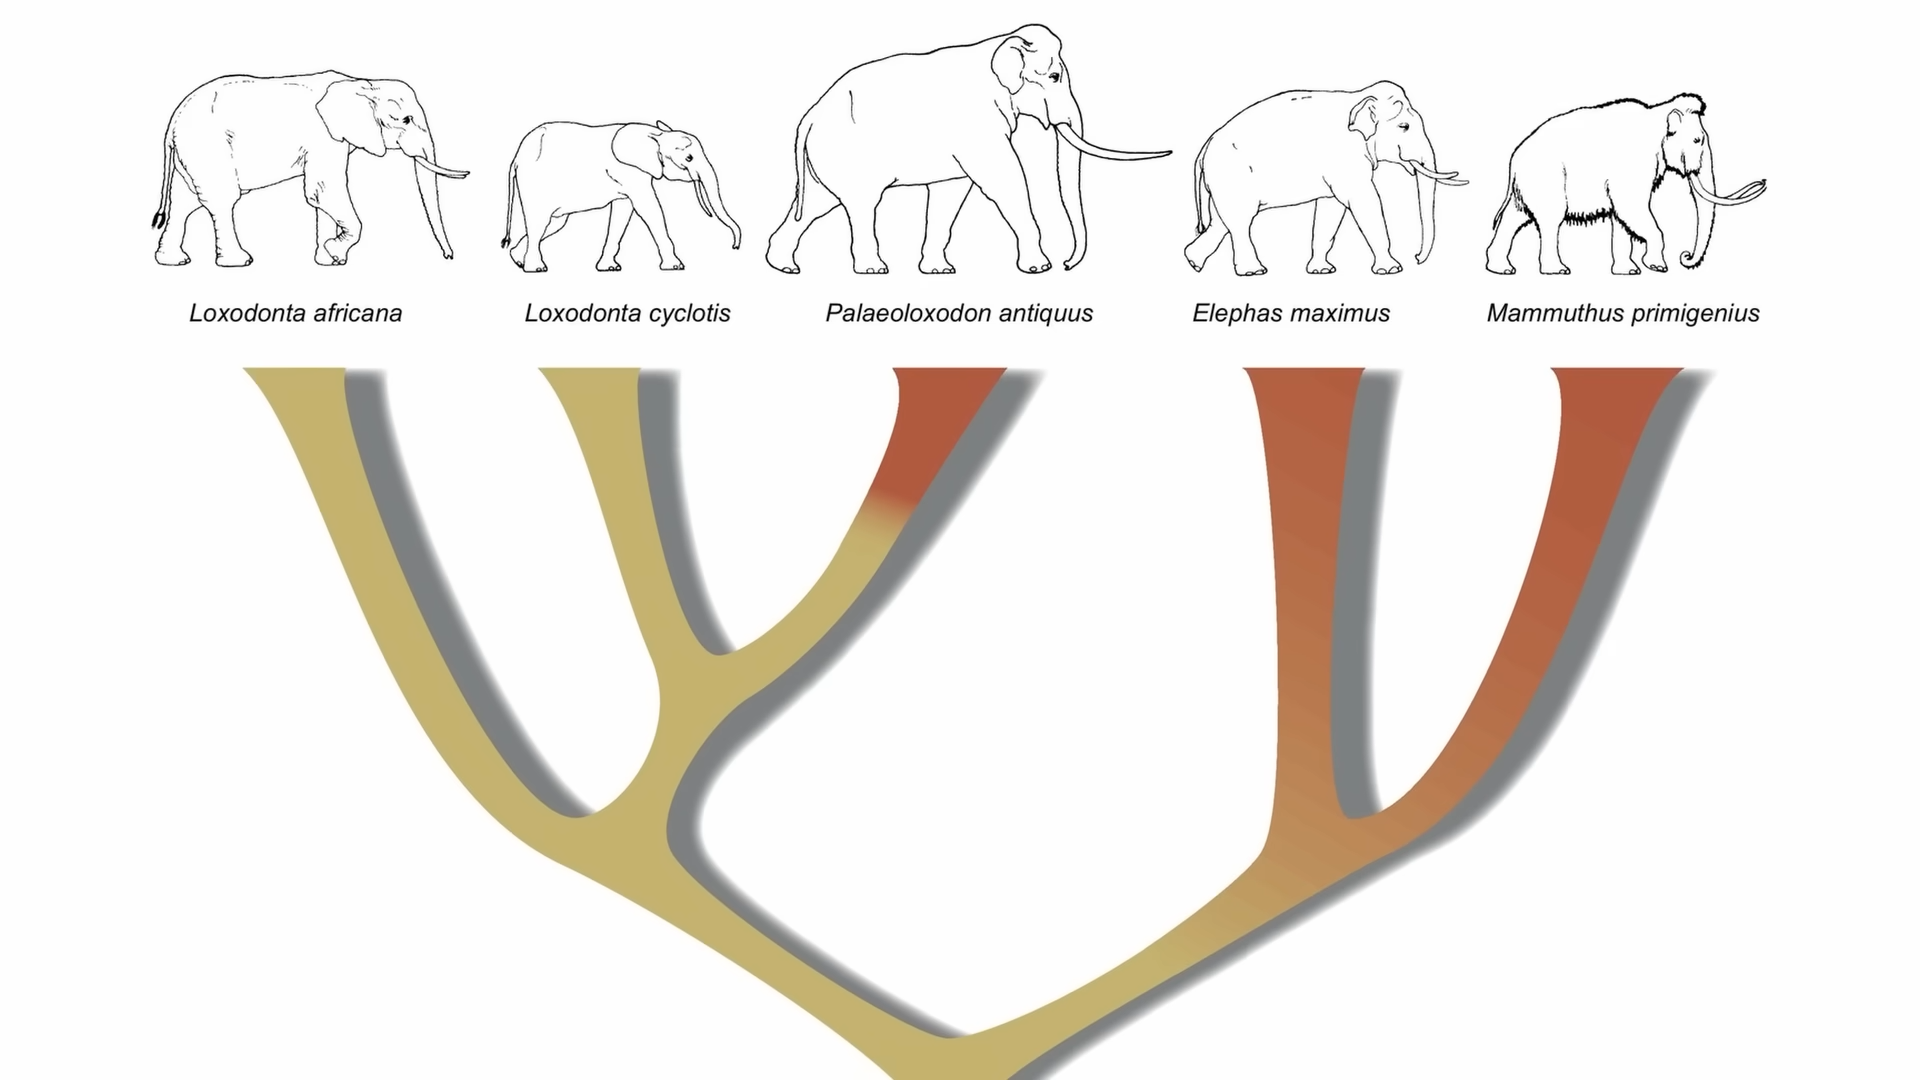 Loxodonta africana
Loxodonta cyclotis
Palaeoloxodon antiquus
Elephas maximus
Mammuthus primigenius